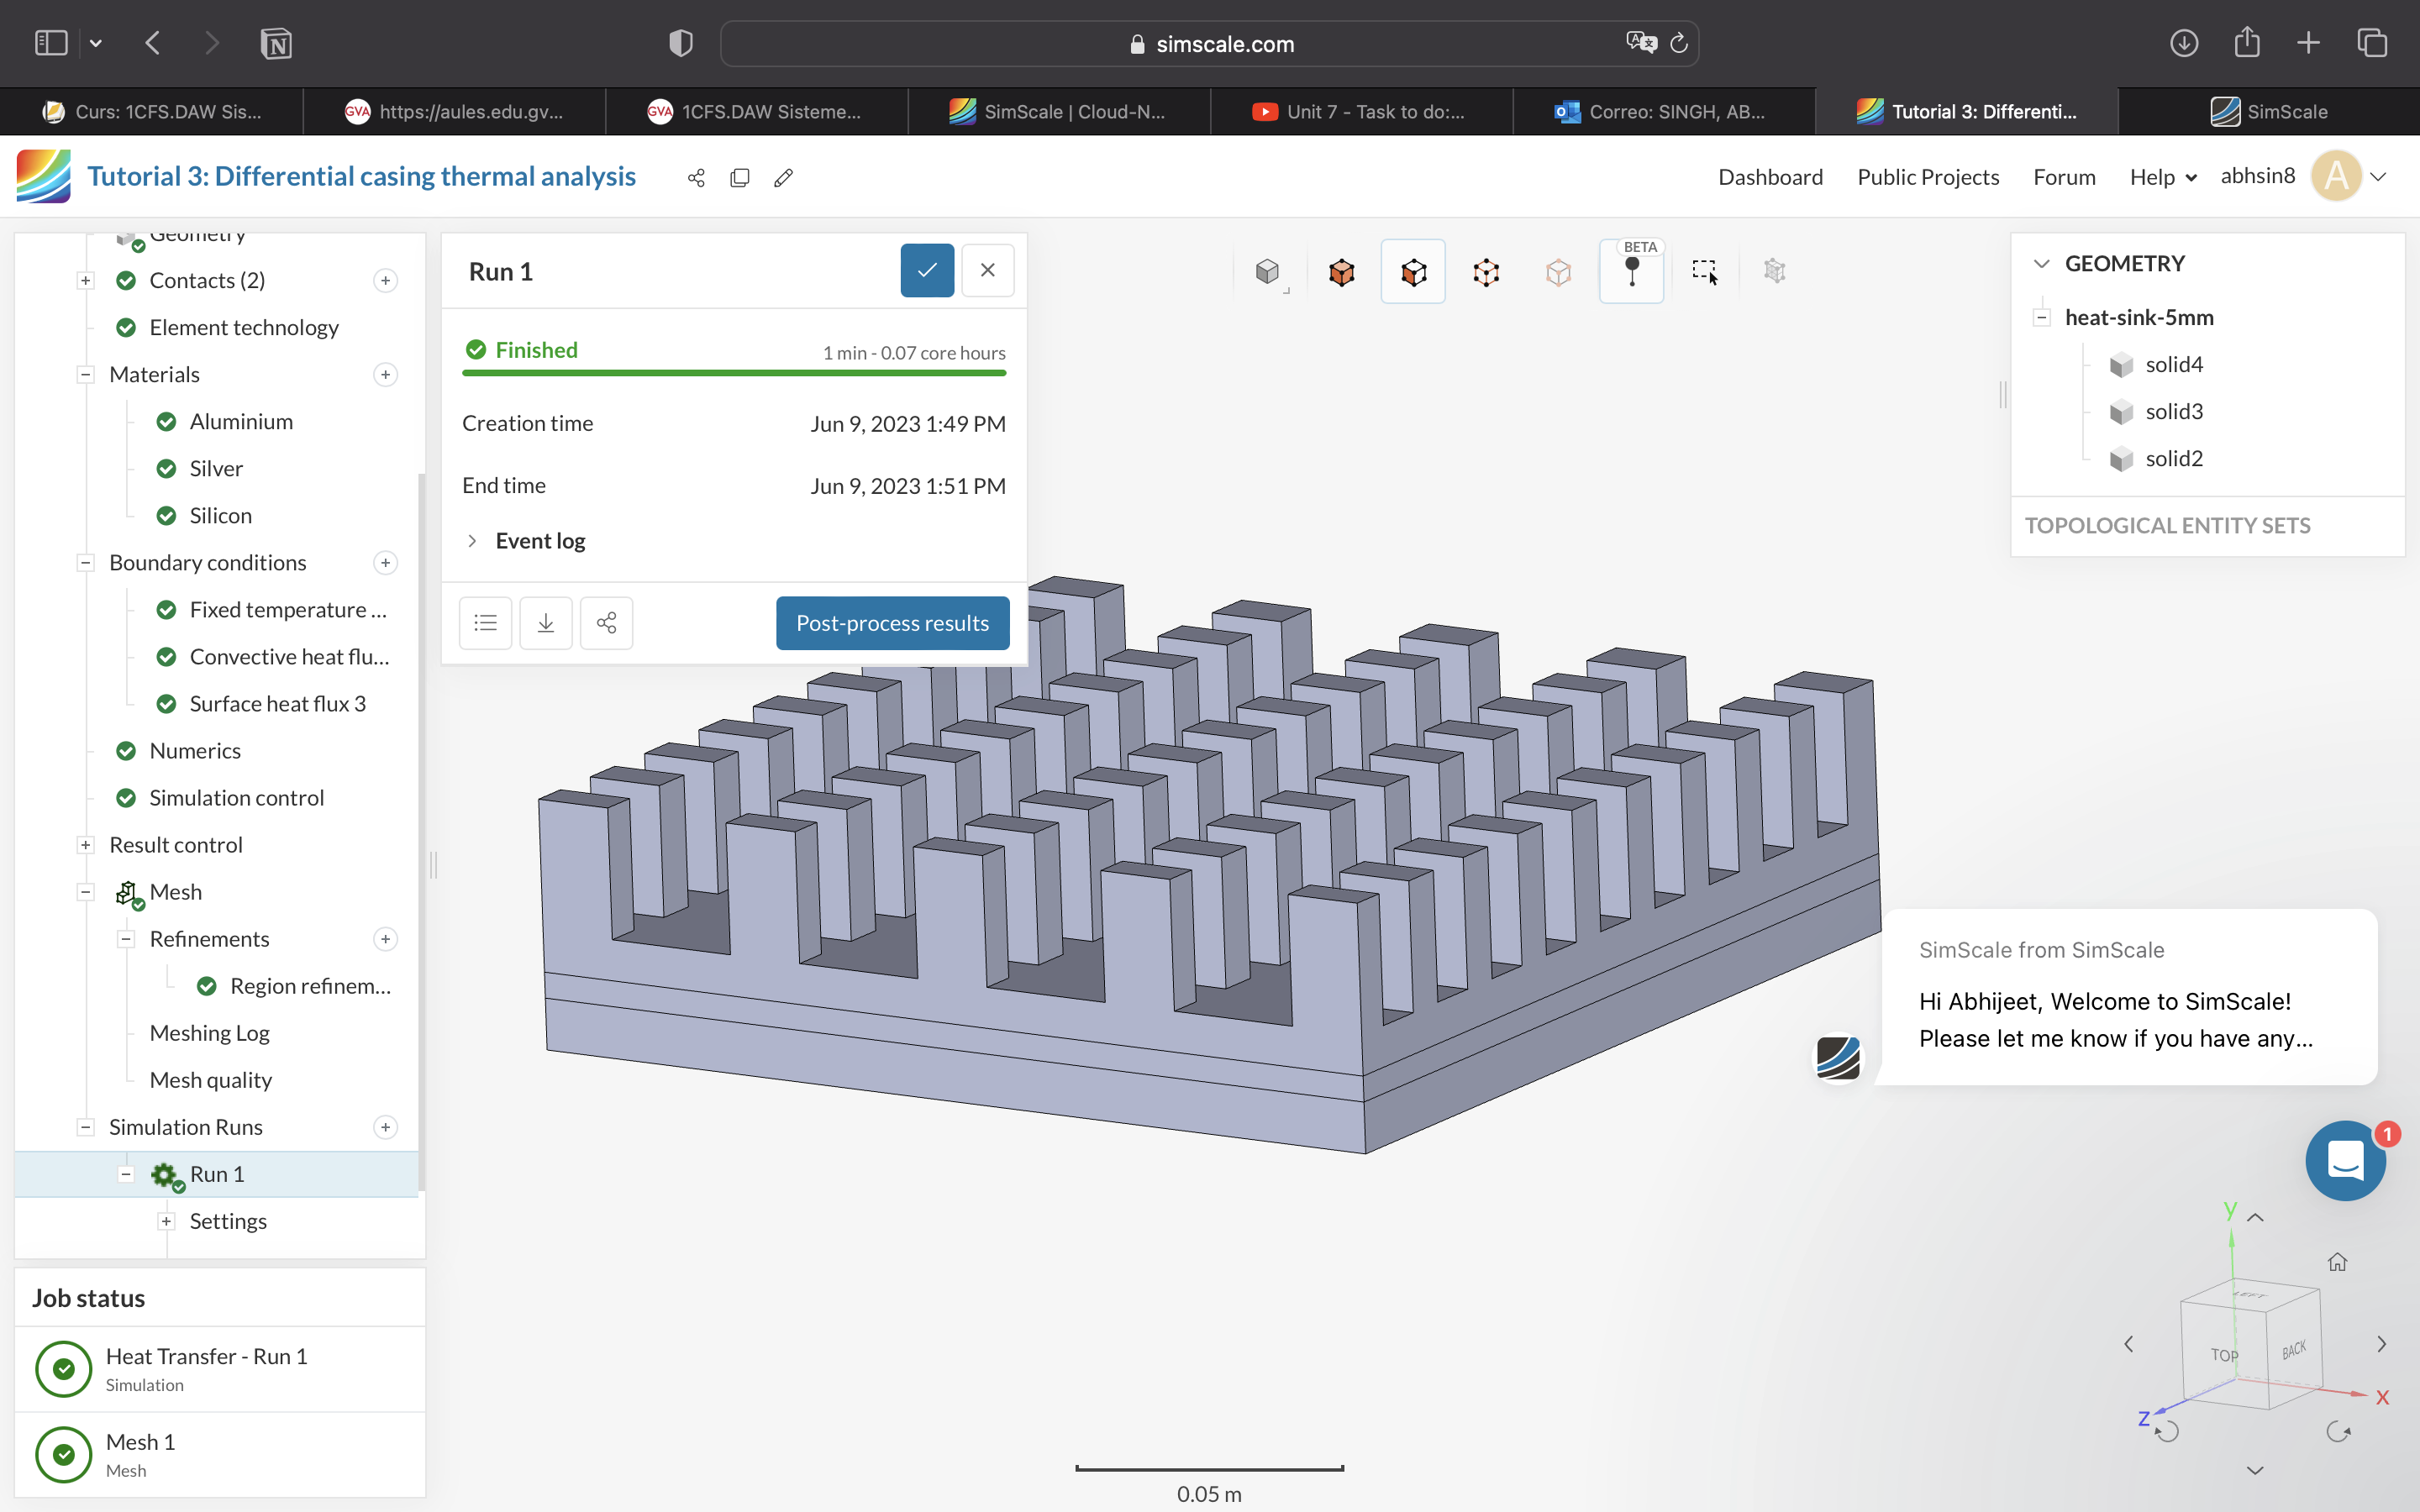 simscale.com
Curs: 1CFS.DAW Sis...
GVA
https://aules.edu.gv...
GVA
1CFS.DAW Sisteme...
SimScale | Cloud-N...
Unit 7 - Task to do:...
Correo: SINGH, AB...
Tutorial 3: Differenti...
SimScale
Tutorial 3: Differential casing thermal analysis
Dashboard
Public Projects
Forum
Help
abhsin8
A
Geometry
Contacts (2)
Element technology
Materials
Aluminium
Silver
Silicon
Boundary conditions
Fixed temperature ...
Convective heat flu...
Surface heat flux 3
Numerics
Simulation control
Result control
Mesh
Refinements
Region refinem...
Meshing Log
Mesh quality
Simulation Runs
Run 1
Settings
Job status
Heat Transfer - Run 1
Simulation
Mesh 1
Mesh
Run 1
Finished
1 min - 0.07 core hours
Creation time
Jun 9, 2023 1:49 PM
End time
Jun 9, 2023 1:51 PM
Event log
Post-process results
BETA
GEOMETRY
heat-sink-5mm
solid4
solid3
solid2
TOPOLOGICAL ENTITY SETS
SimScale from SimScale
Hi Abhijeet, Welcome to SimScale!
Please let me know if you have any...
1
y
LEFT
TOP
BACK
X
Z
0.05 m